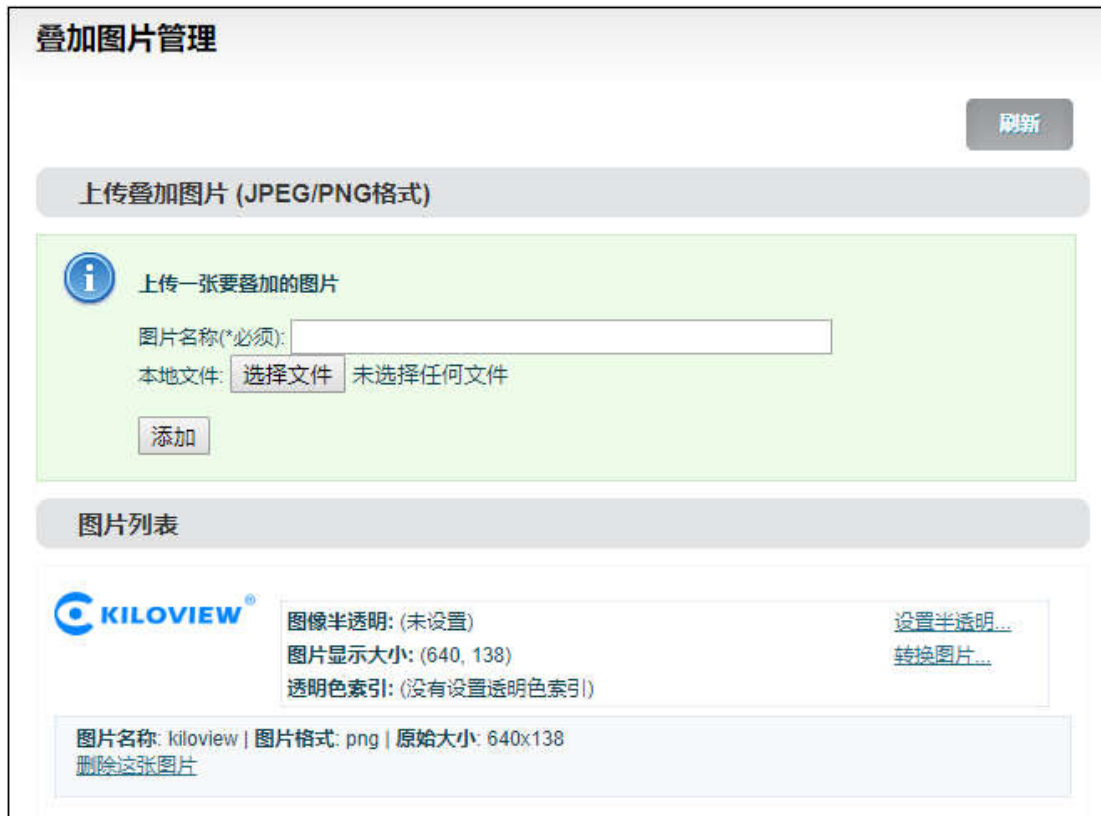 叠加图片管理
刷新
上传叠加图片 (JPEG/PNG格式)
上传一张要叠加的图片
图片名称(*必须):
本地文件: 选择文件 未选择任何文件
添加
图片列表
KILOVIEW®
图像半透明: (未设置) 设置半透明...
图片显示大小: (640, 138) 转换图片...
透明色索引: (没有设置透明色索引)
图片名称: kiloview | 图片格式: png | 原始大小: 640x138
删除这张图片